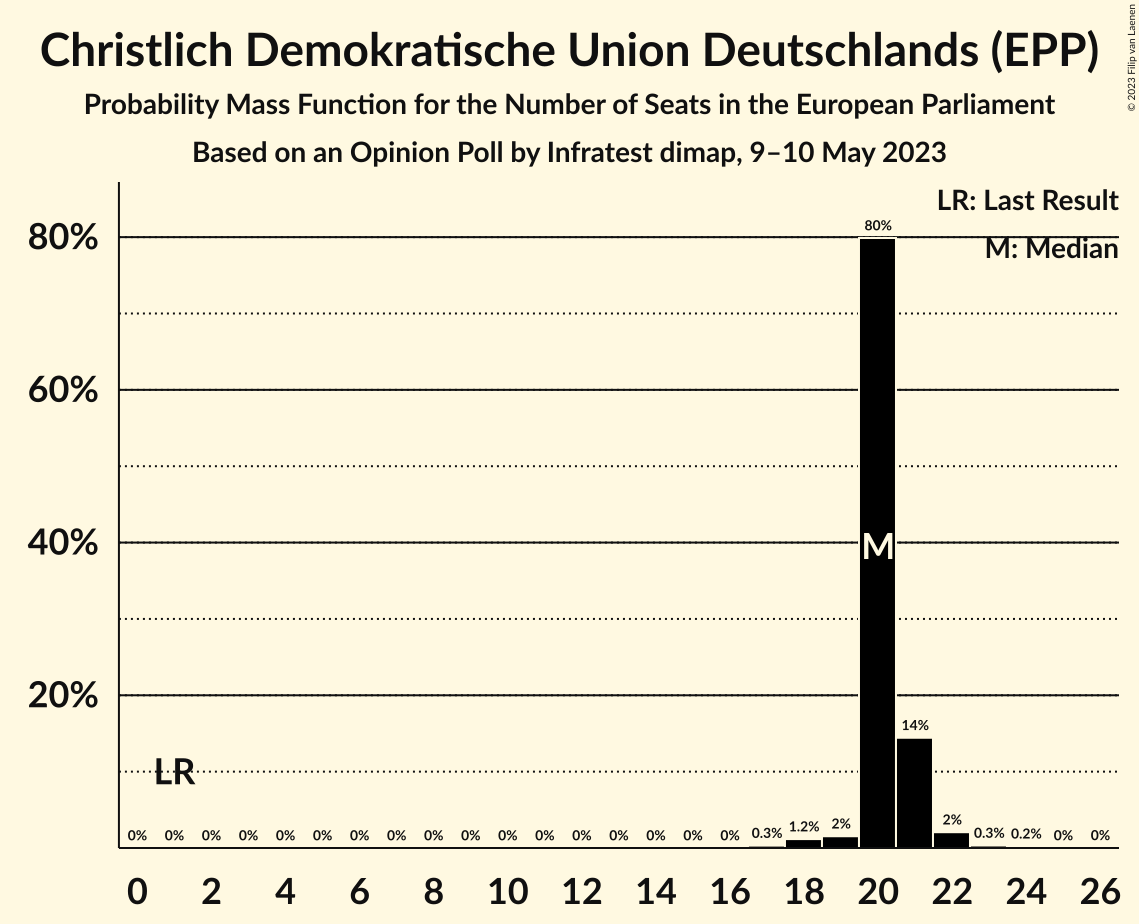 Christlich Demokratische Union Deutschlands (EPP)
Probability Mass Function for the Number of Seats in the European Parliament
Based on an Opinion Poll by Infratest dimap, 9–10 May 2023
© 2023 Filip van Laenen
LR: Last Result
M: Median
80%
60%
40%
20%
80%
M
14%
LR
0% 0% 0% 0% 0% 0% 0% 0% 0% 0% 0% 0% 0% 0% 0% 0% 0% 0.3% 1.2% 2% 2% 0.3% 0.2% 0% 0%
0 2 4 6 8 10 12 14 16 18 20 22 24 26